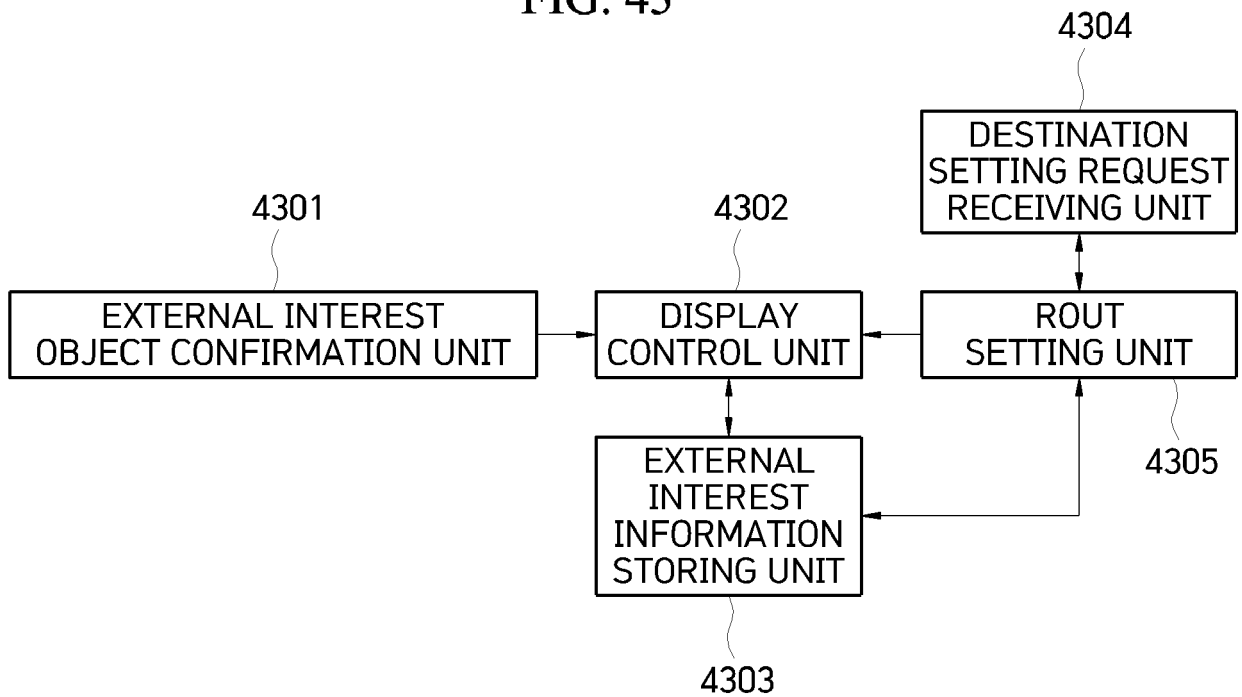 FIG. 43
4304
DESTINATION
SETTING REQUEST
RECEIVING UNIT
4301
4302
EXTERNAL INTEREST
OBJECT CONFIRMATION UNIT
DISPLAY
CONTROL UNIT
ROUT
SETTING UNIT
EXTERNAL
INTEREST
INFORMATION
STORING UNIT
4305
4303